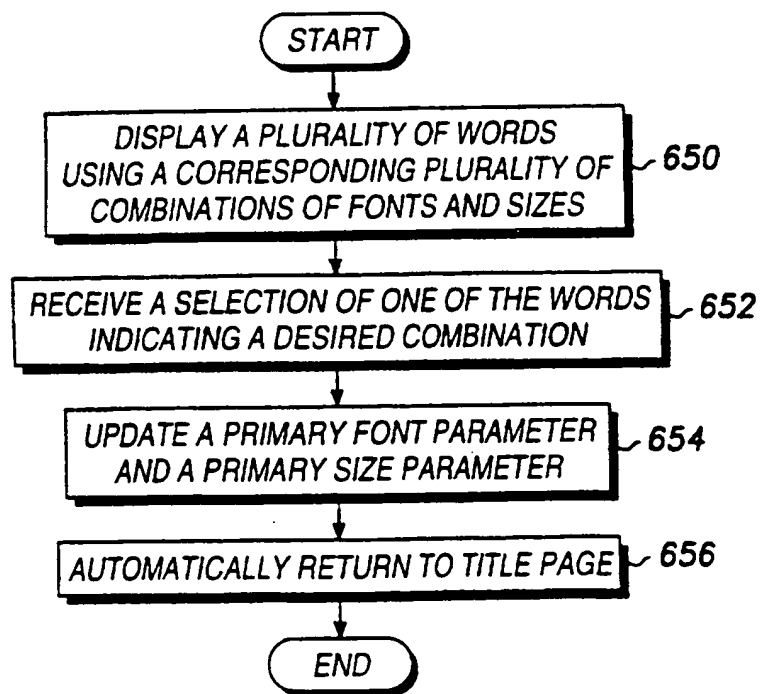 START
DISPLAY A PLURALITY OF WORDS
USING A CORRESPONDING PLURALITY OF
COMBINATIONS OF FONTS AND SIZES
650
RECEIVE A SELECTION OF ONE OF THE WORDS
INDICATING A DESIRED COMBINATION
652
UPDATE A PRIMARY FONT PARAMETER
AND A PRIMARY SIZE PARAMETER
654
AUTOMATICALLY RETURN TO TITLE PAGE
656
END